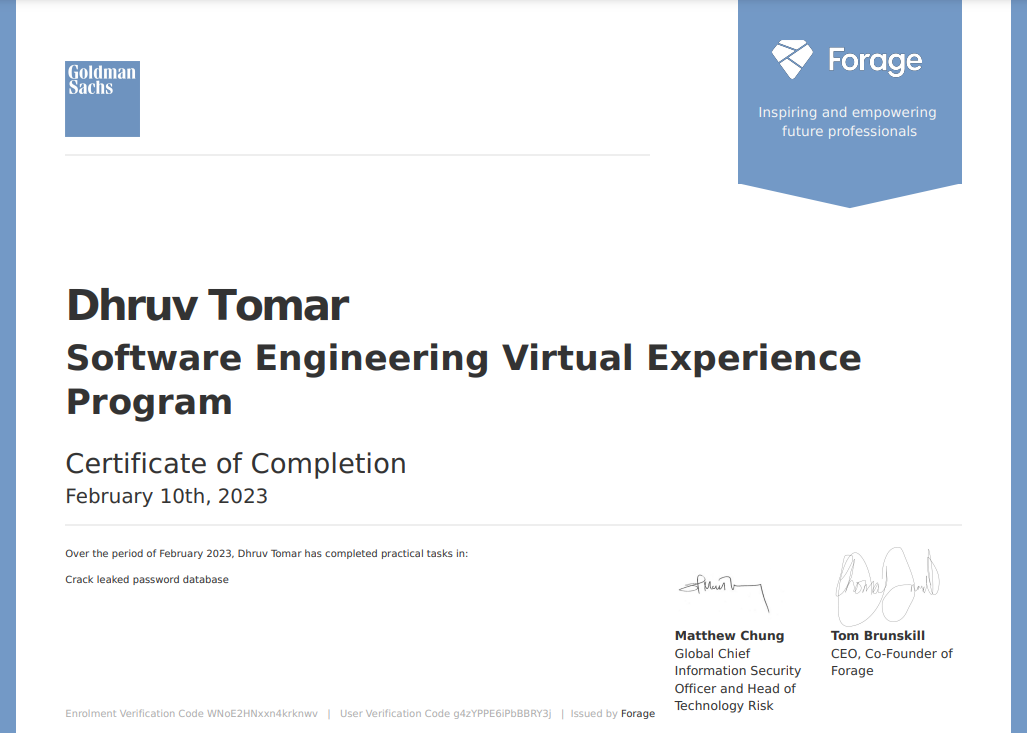 Goldman
Sachs
Forage
Inspiring and empowering
future professionals
Dhruv Tomar
Software Engineering Virtual Experience
Program
Certificate of Completion
February 10th, 2023
Over the period of February 2023, Dhruv Tomar has completed practical tasks in:
Crack leaked password database
Matthew Chung
Global Chief
Information Security
Officer and Head of
Technology Risk
Tom Brunskill
CEO, Co-Founder of
Forage
Enrolment Verification Code WNoE2HNxxn4krknwv | User Verification Code g4zYPPE6iPbBBRY3j | Issued by Forage